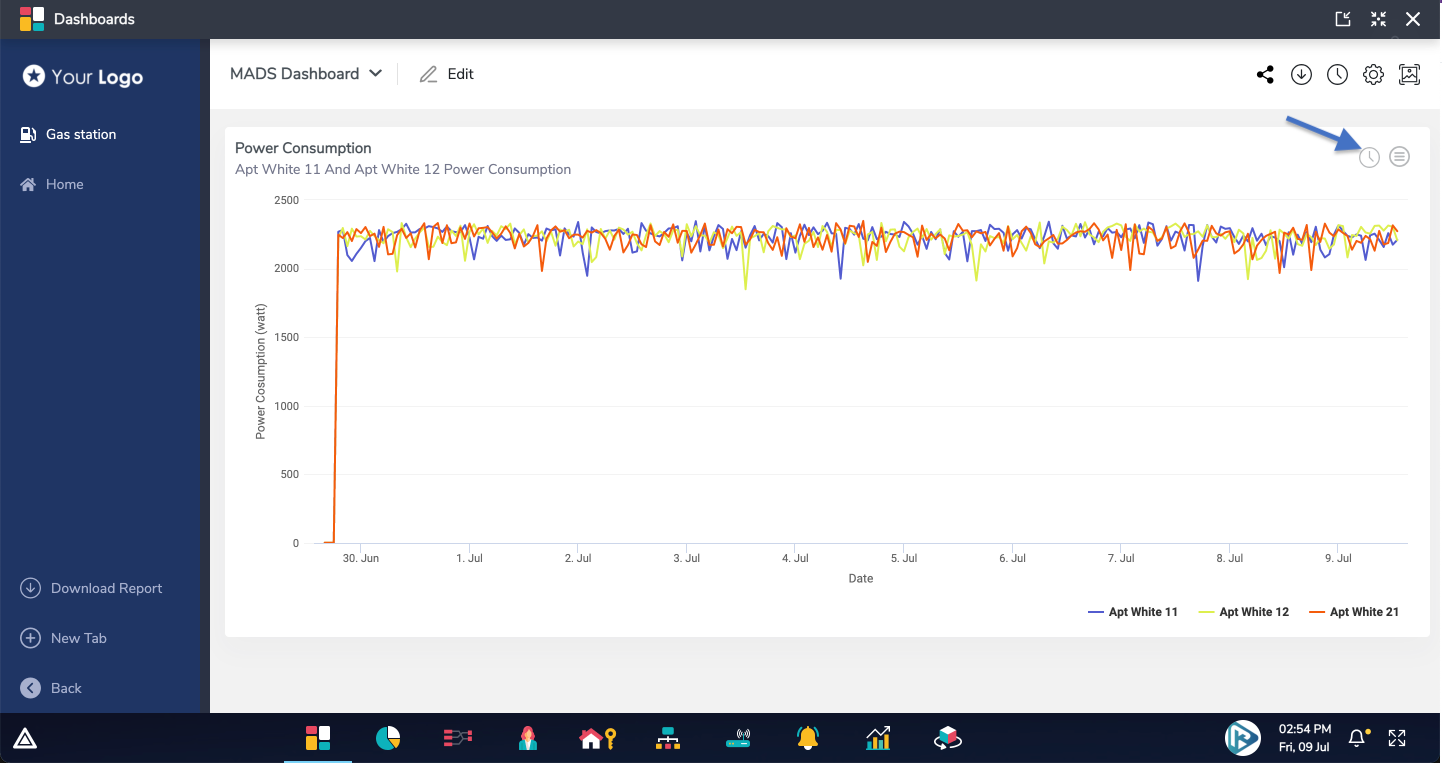 Dashboards
Your Logo
Gas station
Home
Download Report
New Tab
Back
MADS Dashboard
Edit
Power Consumption
Apt White 11 And Apt White 12 Power Consumption
Power Cosumption (watt)
2500
2000
1500
1000
500
0
30. Jun 1. Jul 2. Jul 3. Jul 4. Jul 5. Jul 6. Jul 7. Jul 8. Jul 9. Jul
Date
Apt White 11 Apt White 12 Apt White 21
02:54 PM
Fri, 09 Jul